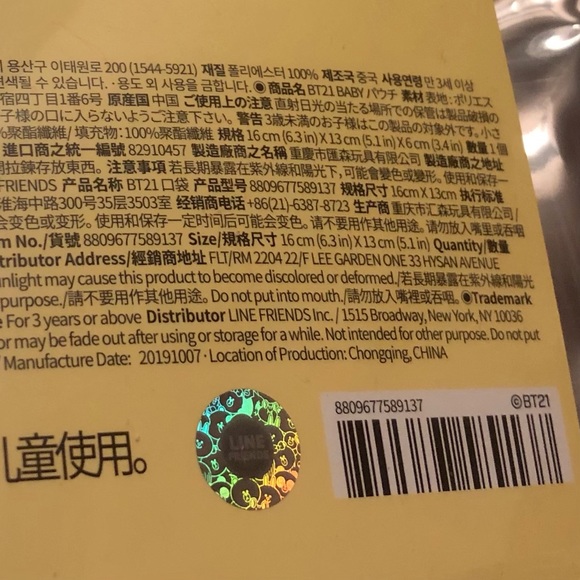 용산구 이태원로 200 (1544-5921) 재질 폴리에스터 100% 제조국 중국 사용연령 만 3세 이상
변색될 수 있습니다. · 용도 외 사용을 금합니다. ◉商品名 BT21 BABY パウチ 素材 表地: ポリエス
宿四丁目1番6号 原産国 中国 ご使用上の注意 直射日光の当たる場所での保管は製品破損の
子様の口に入らないようご注意下さい。警告 3歳未満のお子様はこの製品の対象外です。小さ
%聚酯纖維/ 填充物:100%聚酯纖維 規格 16 cm (6.3 in) X 13 cm (5.1 in) X 6 cm (3.4 in) 數量 1個
進口商之統一編號 82910457 製造廠商之名稱 重慶市匯森玩具有限公司 製造廠商之地址
拉鍊存放東西。注意事項 若長期暴露在紫外線和陽光下, 可能會變色或變形。使用和保存一
FRIENDS 产品名称 BT21 口袋 产品型号 8809677589137 规格尺寸 16cm X 13cm 执行标准
淮海中路300号35层3503室 经销商电话 +86(21)-6387-8723 生产商 重庆市汇森玩具有限公司 /
会变色或变形。使用和保存一定时间后可能会变色。请不要用作其他用途。请勿放入嘴里或吞咽
m No./貨號 8809677589137 Size/規格尺寸 16 cm (6.3 in) X 13 cm (5.1 in) Quantity/數量
tributor Address/經銷商地址 FLT/RM 2204 22/F LEE GARDEN ONE 33 HYSAN AVENUE
unlight may cause this product to become discolored or deformed./若長期暴露在紫外線和陽光
purpose./請不要用作其他用途。Do not put into mouth./請勿放入嘴裡或吞咽。◉Trademark
e For 3 years or above Distributor LINE FRIENDS Inc. / 1515 Broadway, New York, NY 10036
or may be fade out after using or storage for a while. Not intended for other purpose. Do not put
/ Manufacture Date: 20191007 · Location of Production: Chongqing, CHINA
8809677589137 ©BT21
LINE
FRIENDS
儿童使用。